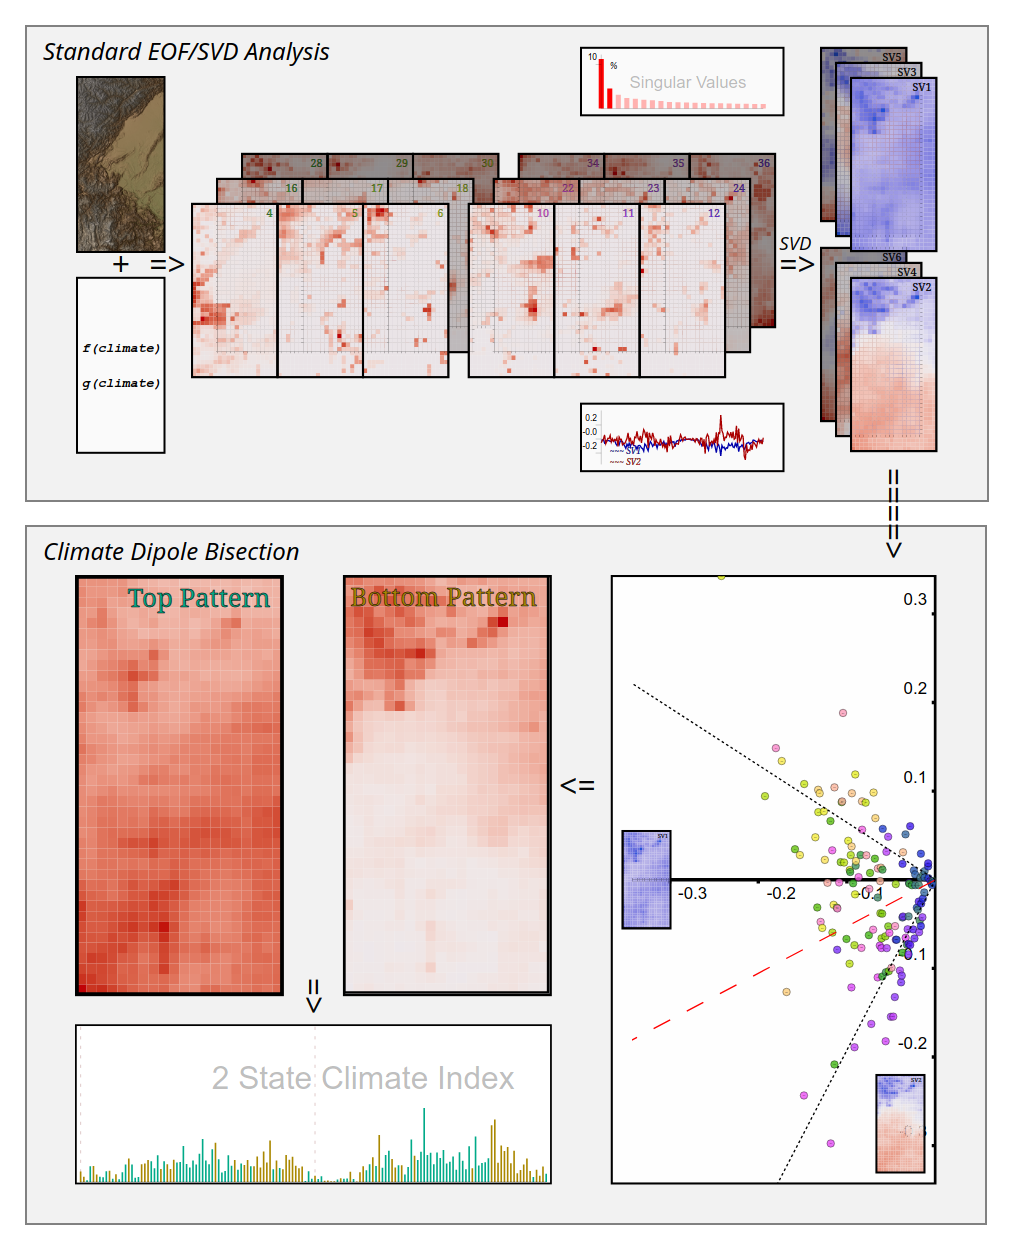 Standard EOF/SVD Analysis
10
%
Singular Values
SV5
SV3
SV1
28 29 30 34 35 36
16 17 18 22 23 24
4 5 6 10 11 12
SVD
+ => =>
SV6
SV4
SV2
f(climate)
g(climate)
0.2
-0.0
-0.2
~~~ SV1
~~~ SV2
====>
Climate Dipole Bisection
Top Pattern
Bottom Pattern
0.3
0.2
0.1
<=
SV1
-0.3 -0.2 -0.1
-0.1
=>
-0.2
2 State Climate Index
SV2
-0.3